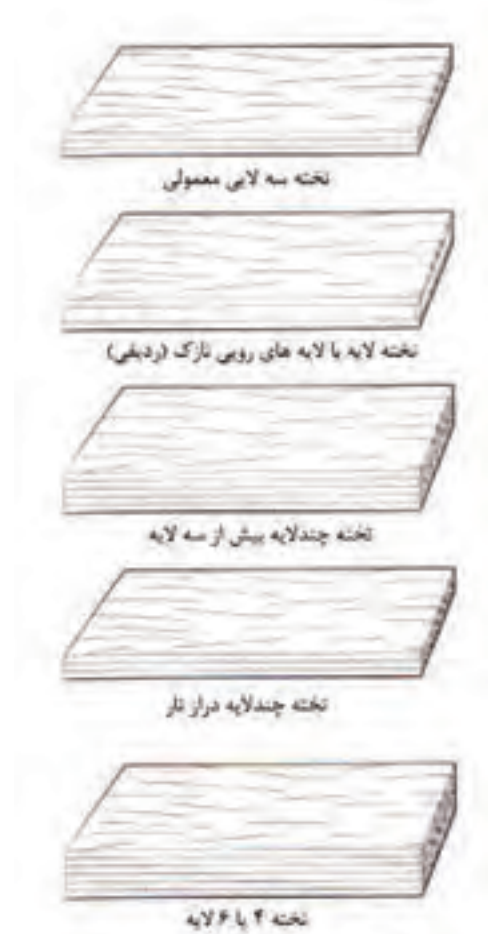 تخته سه لایی معمولی
تخته لایه با لایه های رویی نازک (ردیفی)
تخته چندلایه بیش از سه لایه
تخته چندلایه دراز تار
تخته ۴ یا ۶ لایه